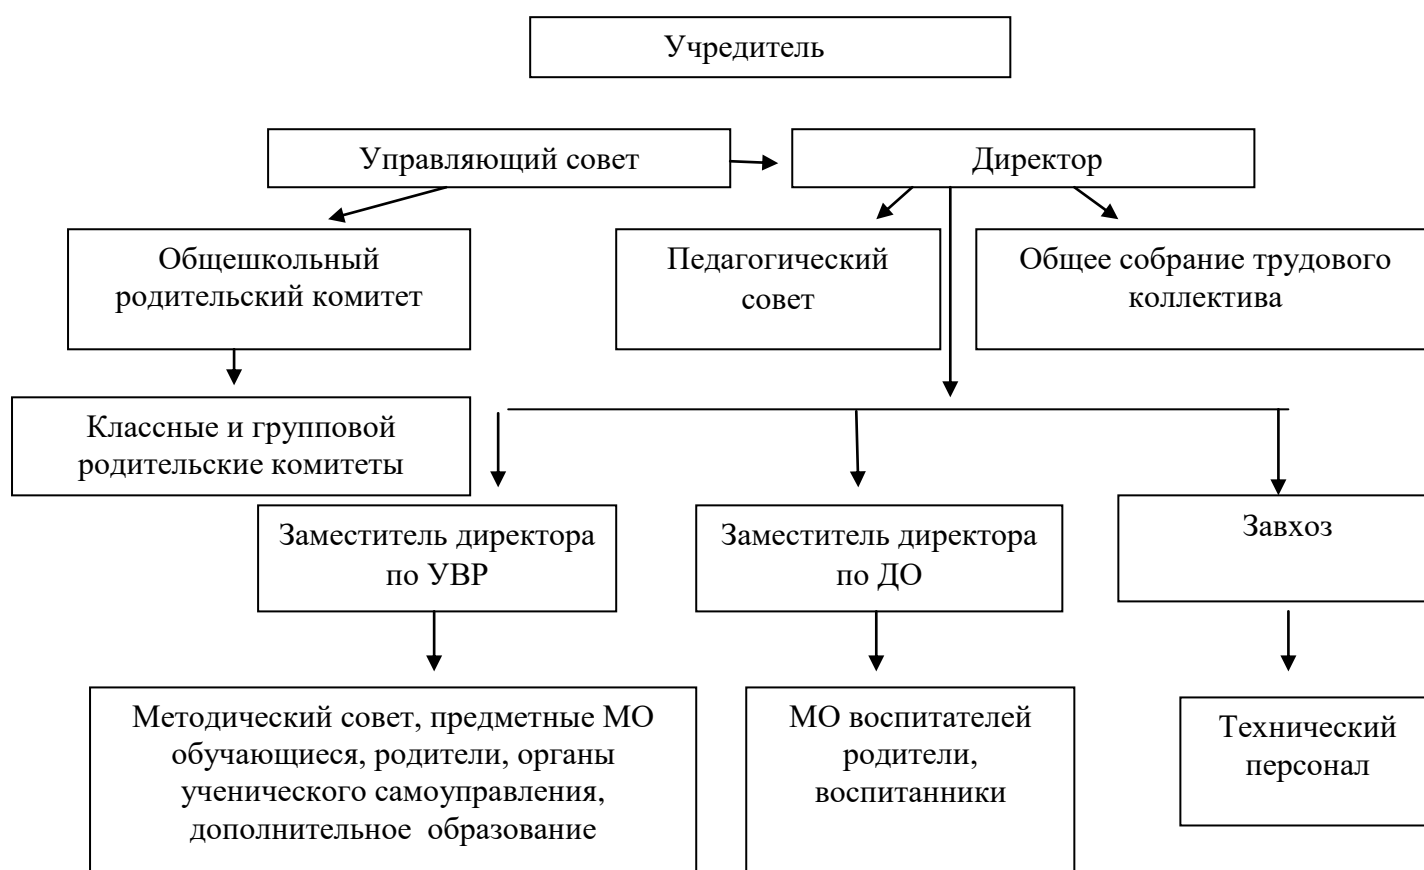 Учредитель
Управляющий совет
Директор
Общешкольный
родительский комитет
Педагогический
совет
Общее собрание трудового
коллектива
Классные и групповой
родительские комитеты
Заместитель директора
по УВР
Заместитель директора
по ДО
Завхоз
Методический совет, предметные МО
обучающиеся, родители, органы
ученического самоуправления,
дополнительное образование
МО воспитателей
родители,
воспитанники
Технический
персонал